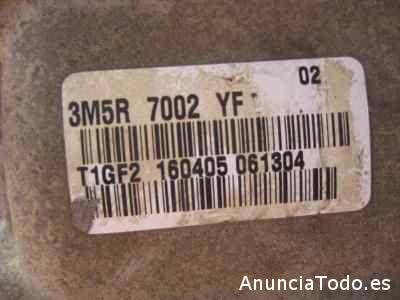 02
3M5R 7002 YF
T1GF2 160405 061304
AnunciaTodo.es